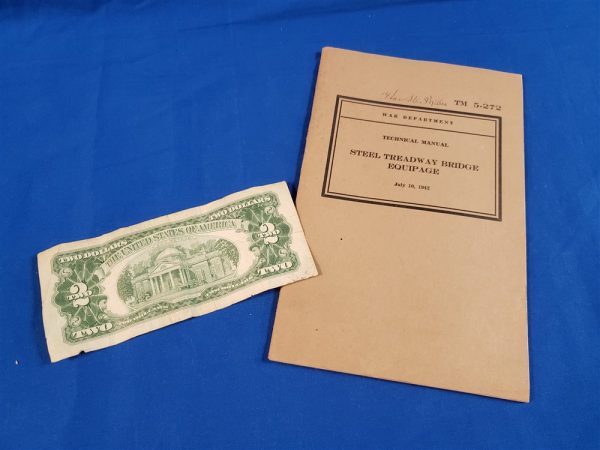 TM 5-272
WAR DEPARTMENT
TECHNICAL MANUAL
STEEL TREADWAY BRIDGE
EQUIPAGE
July 10, 1942
TWO DOLLARS
TWO DOLLARS
THE UNITED STATES OF AMERICA
2
2
TWO
TWO